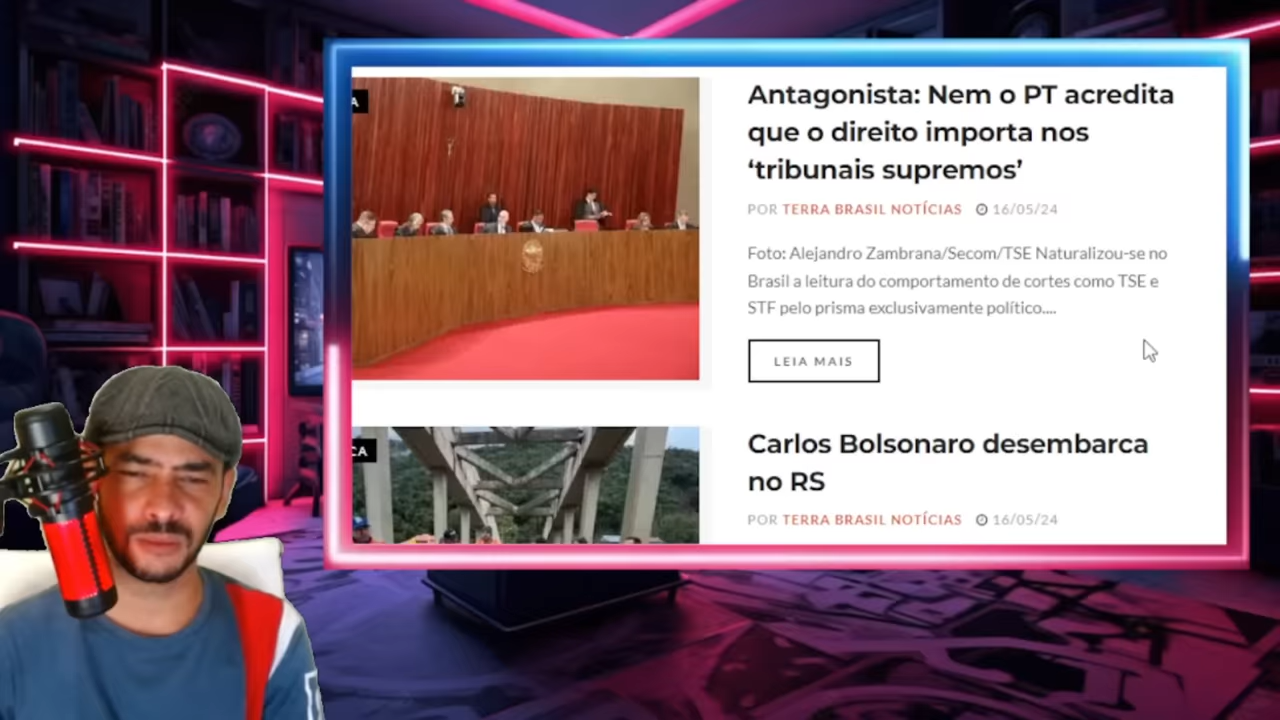 A
Antagonista: Nem o PT acredita
que o direito importa nos
‘tribunais supremos’
POR TERRA BRASIL NOTÍCIAS 16/05/24
Foto: Alejandro Zambrana/Secom/TSE Naturalizou-se no
Brasil a leitura do comportamento de cortes como TSE e
STF pelo prisma exclusivamente político....
LEIA MAIS
CA
Carlos Bolsonaro desembarca
no RS
POR TERRA BRASIL NOTÍCIAS 16/05/24